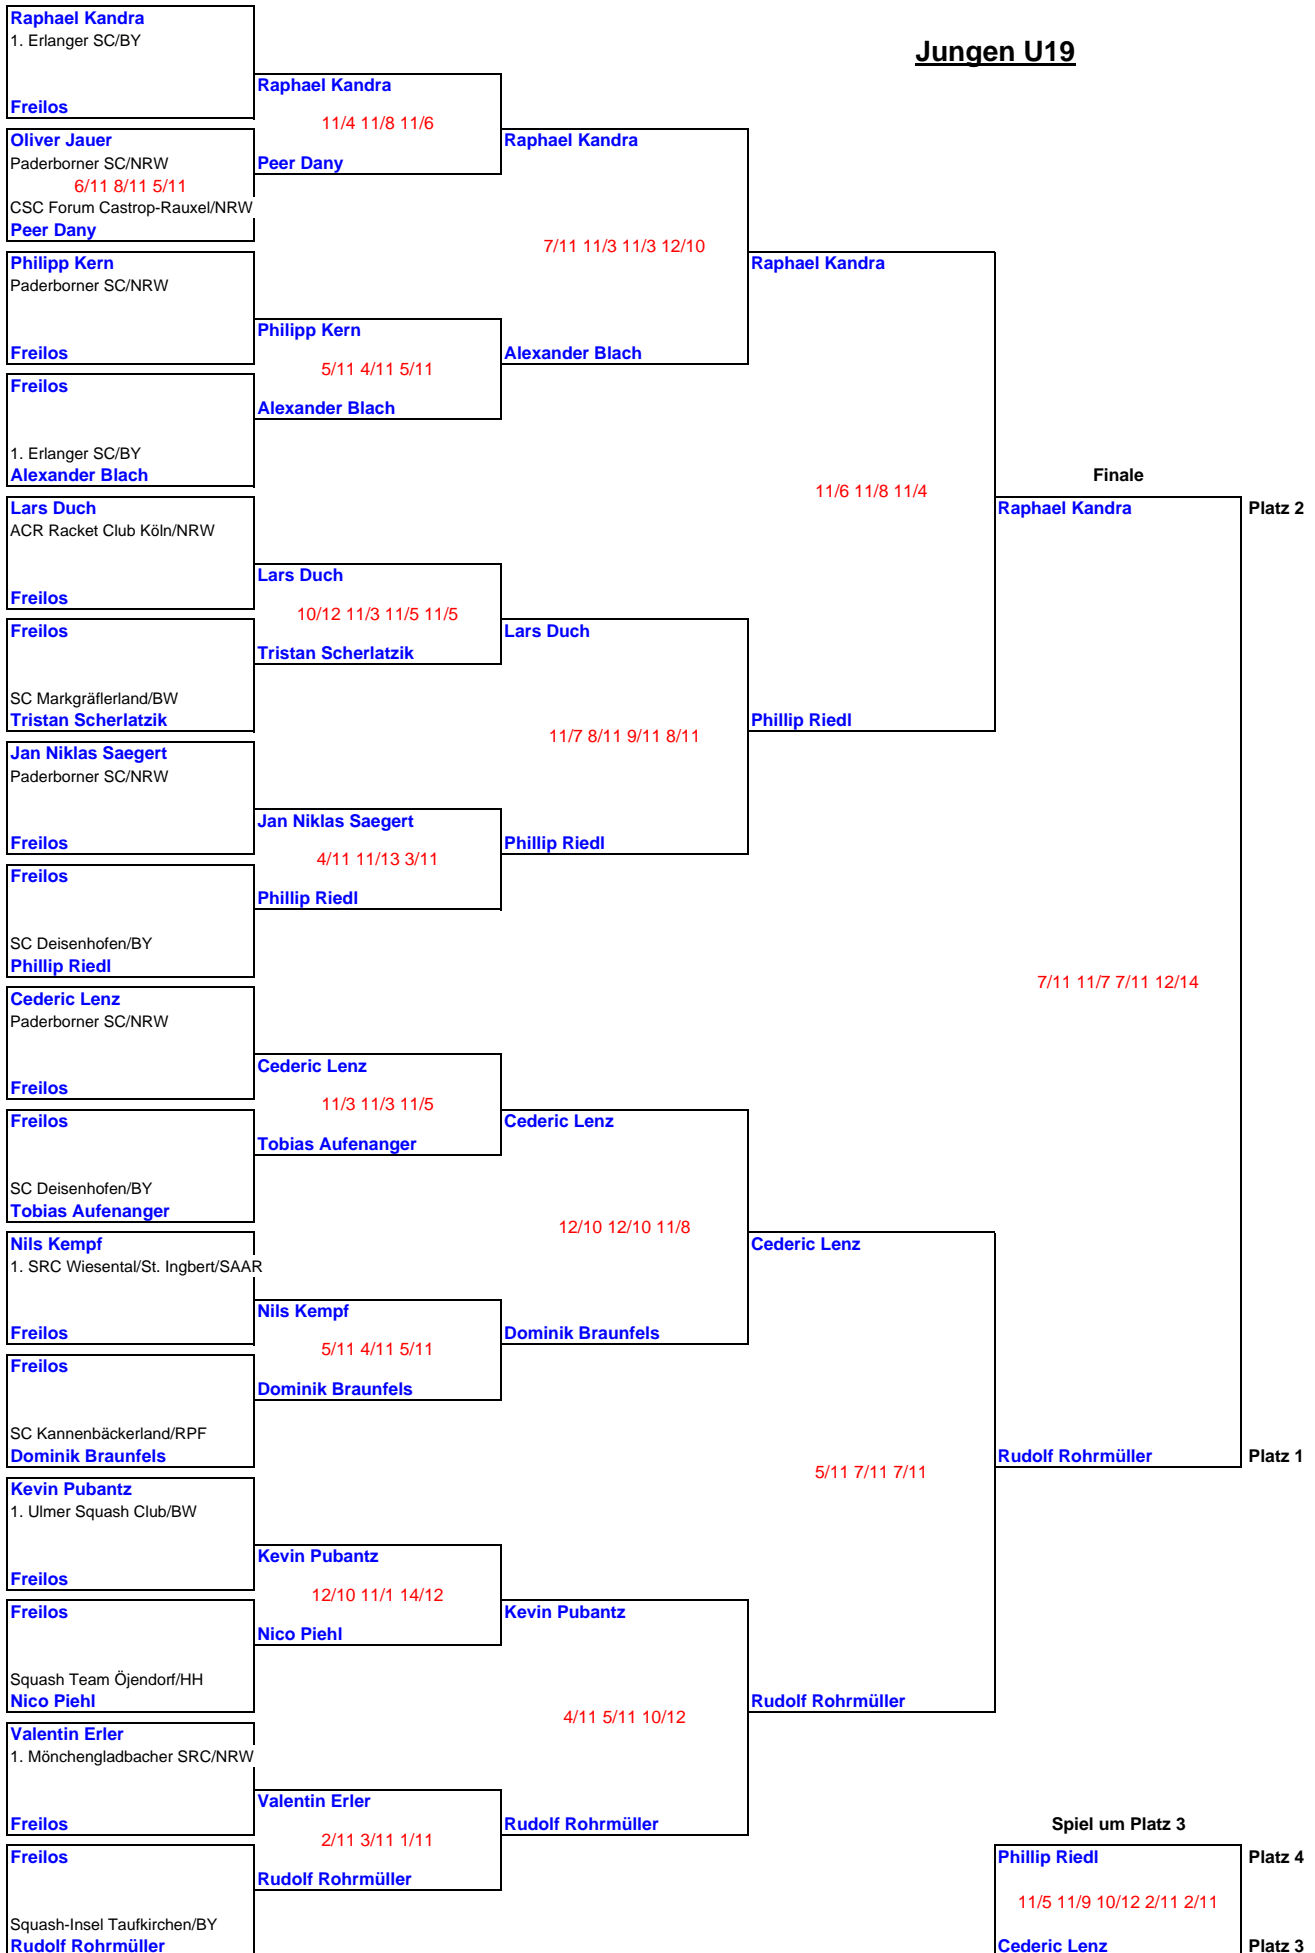 Jungen U19
Raphael Kandra
1. Erlanger SC/BY
Freilos
Oliver Jauer
Paderborner SC/NRW
6/11 8/11 5/11
CSC Forum Castrop-Rauxel/NRW
Peer Dany
Philipp Kern
Paderborner SC/NRW
Freilos
Freilos
1. Erlanger SC/BY
Alexander Blach
Lars Duch
ACR Racket Club Köln/NRW
Freilos
Freilos
SC Markgräflerland/BW
Tristan Scherlatzik
Jan Niklas Saegert
Paderborner SC/NRW
Freilos
Freilos
SC Deisenhofen/BY
Phillip Riedl
Cederic Lenz
Paderborner SC/NRW
Freilos
Freilos
SC Deisenhofen/BY
Tobias Aufenanger
Nils Kempf
1. SRC Wiesental/St. Ingbert/SAAR
Freilos
Freilos
SC Kannenbäckerland/RPF
Dominik Braunfels
Kevin Pubantz
1. Ulmer Squash Club/BW
Freilos
Freilos
Squash Team Öjendorf/HH
Nico Piehl
Valentin Erler
1. Mönchengladbacher SRC/NRW
Freilos
Freilos
Squash-Insel Taufkirchen/BY
Rudolf Rohrmüller
Raphael Kandra
11/4 11/8 11/6
Peer Dany
Philipp Kern
5/11 4/11 5/11
Alexander Blach
Lars Duch
10/12 11/3 11/5 11/5
Tristan Scherlatzik
Jan Niklas Saegert
4/11 11/13 3/11
Phillip Riedl
Cederic Lenz
11/3 11/3 11/5
Tobias Aufenanger
Nils Kempf
5/11 4/11 5/11
Dominik Braunfels
Kevin Pubantz
12/10 11/1 14/12
Nico Piehl
Valentin Erler
2/11 3/11 1/11
Rudolf Rohrmüller
Raphael Kandra
7/11 11/3 11/3 12/10
Alexander Blach
Lars Duch
11/7 8/11 9/11 8/11
Phillip Riedl
Cederic Lenz
12/10 12/10 11/8
Dominik Braunfels
Kevin Pubantz
4/11 5/11 10/12
Rudolf Rohrmüller
Raphael Kandra
11/6 11/8 11/4
Phillip Riedl
Cederic Lenz
5/11 7/11 7/11
Rudolf Rohrmüller
Finale
Raphael Kandra
Platz 2
7/11 11/7 7/11 12/14
Rudolf Rohrmüller
Platz 1
Spiel um Platz 3
Phillip Riedl
Platz 4
11/5 11/9 10/12 2/11 2/11
Cederic Lenz
Platz 3